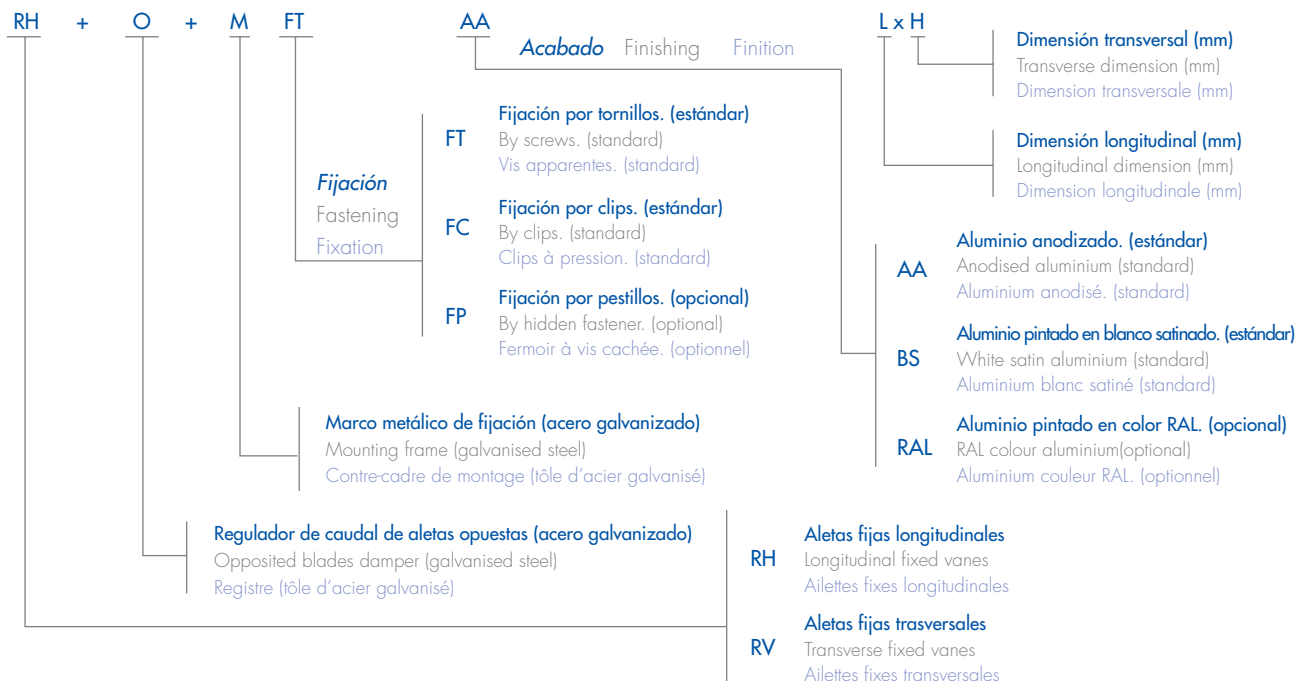 RH + O + M FT AA L x H
Acabado Finishing Finition
Dimensión transversal (mm)
Transverse dimension (mm)
Dimension transversale (mm)
Dimensión longitudinal (mm)
Longitudinal dimension (mm)
Dimension longitudinale (mm)
Fijación
Fastening
Fixation
FT
Fijación por tornillos. (estándar)
By screws. (standard)
Vis apparentes. (standard)
FC
Fijación por clips. (estándar)
By clips. (standard)
Clips à pression. (standard)
FP
Fijación por pestillos. (opcional)
By hidden fastener. (optional)
Fermoir à vis cachée. (optionnel)
AA
Aluminio anodizado. (estándar)
Anodised aluminium (standard)
Aluminium anodisé. (standard)
BS
Aluminio pintado en blanco satinado. (estándar)
White satin aluminium (standard)
Aluminium blanc satiné (standard)
RAL
Aluminio pintado en color RAL. (opcional)
RAL colour aluminium(optional)
Aluminium couleur RAL. (optionnel)
Marco metálico de fijación (acero galvanizado)
Mounting frame (galvanised steel)
Contre-cadre de montage (tôle d'acier galvanisé)
Regulador de caudal de aletas opuestas (acero galvanizado)
Opposited blades damper (galvanised steel)
Registre (tôle d'acier galvanisé)
RH
Aletas fijas longitudinales
Longitudinal fixed vanes
Ailettes fixes longitudinales
RV
Aletas fijas trasversales
Transverse fixed vanes
Ailettes fixes transversales